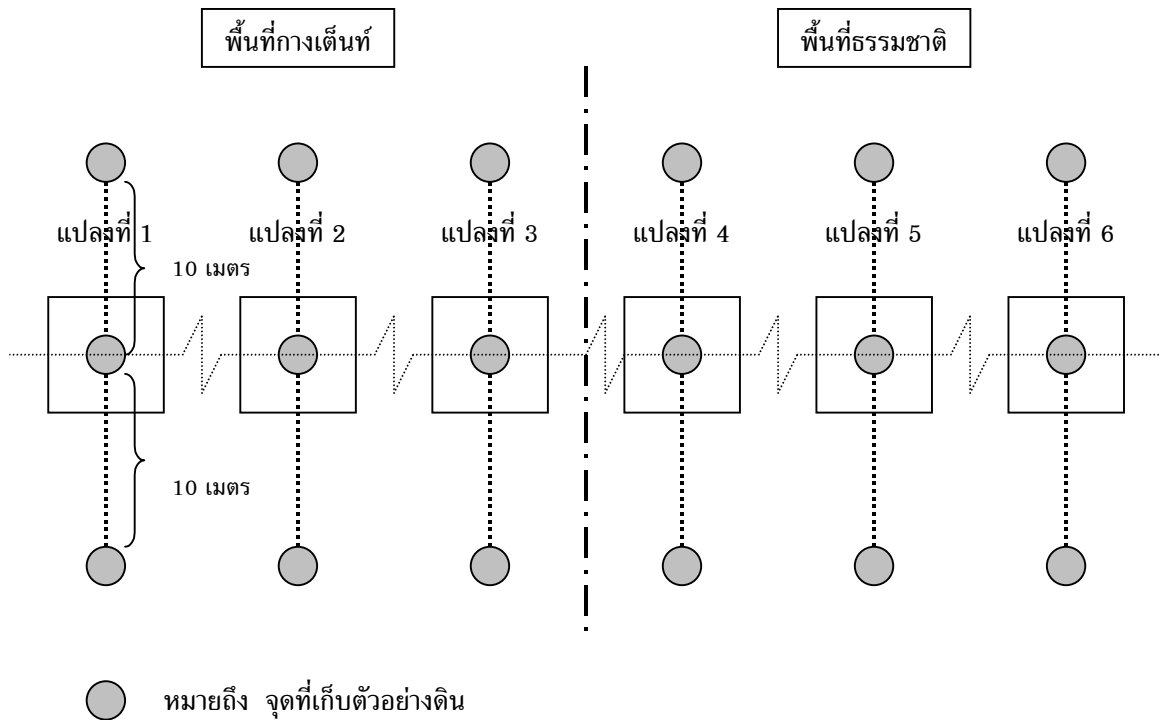 พื้นที่กางเต็นท์
พื้นที่ธรรมชาติ
แปลงที่ 1
แปลงที่ 2
แปลงที่ 3
แปลงที่ 4
แปลงที่ 5
แปลงที่ 6
10 เมตร
10 เมตร
หมายถึง จุดที่เก็บตัวอย่างดิน